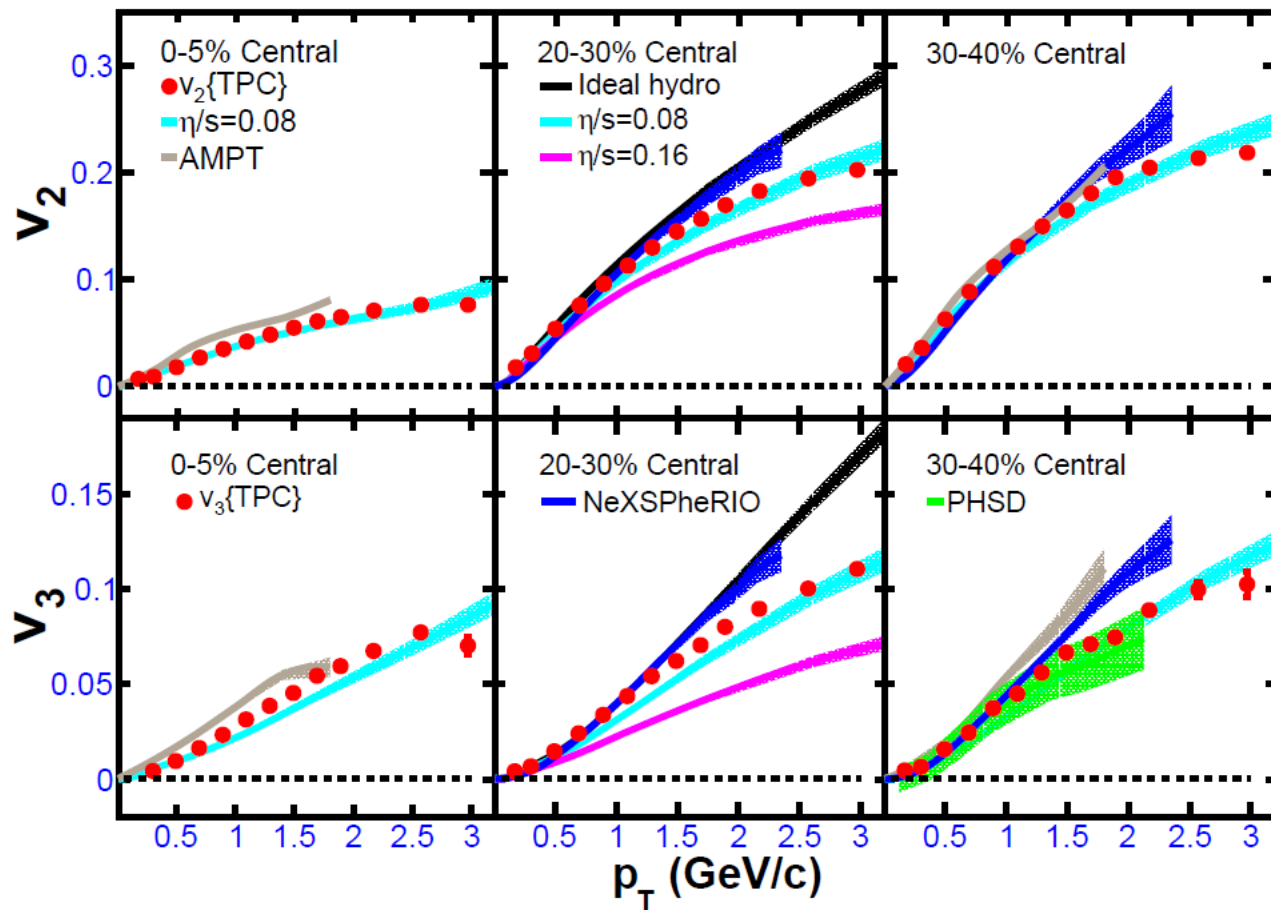 0-5% Central
v2{TPC}
η/s=0.08
AMPT
20-30% Central
Ideal hydro
η/s=0.08
η/s=0.16
30-40% Central
0.3
0.2
0.1
0
v2
0-5% Central
v3{TPC}
20-30% Central
NeXSPheRIO
30-40% Central
PHSD
0.15
0.1
0.05
0
v3
0.5 1 1.5 2 2.5 3
0.5 1 1.5 2 2.5 3
0.5 1 1.5 2 2.5 3
pT (GeV/c)